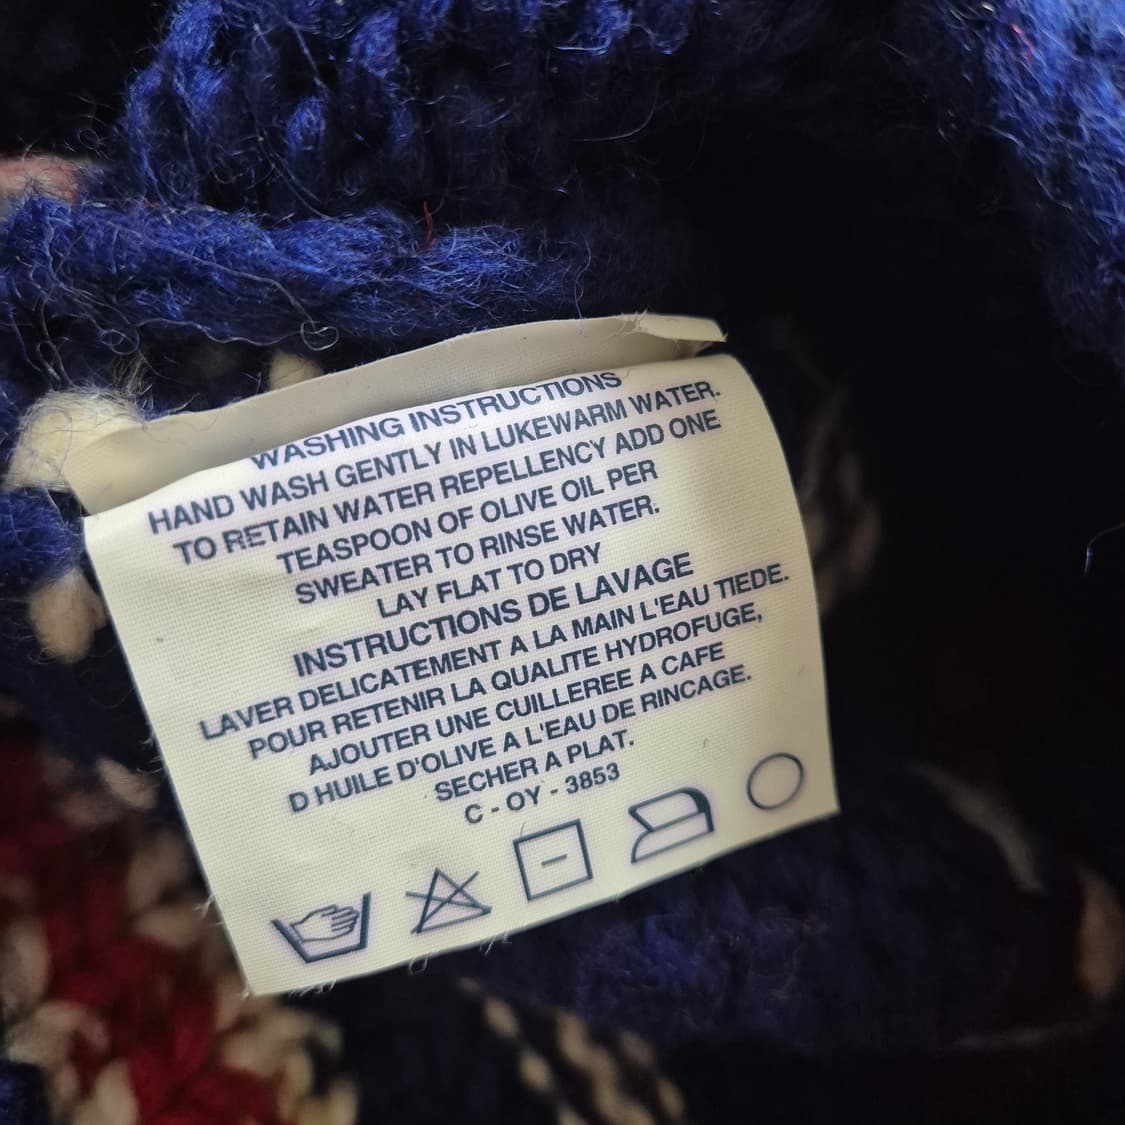 WASHING INSTRUCTIONS
HAND WASH GENTLY IN LUKEWARM WATER.
TO RETAIN WATER REPELLENCY ADD ONE
TEASPOON OF OLIVE OIL PER
SWEATER TO RINSE WATER.
LAY FLAT TO DRY
INSTRUCTIONS DE LAVAGE
LAVER DELICATEMENT A LA MAIN L'EAU TIEDE.
POUR RETENIR LA QUALITE HYDROFUGE,
AJOUTER UNE CUILLEREE A CAFE
D HUILE D'OLIVE A L'EAU DE RINCAGE.
SECHER A PLAT.
C - OY - 3853